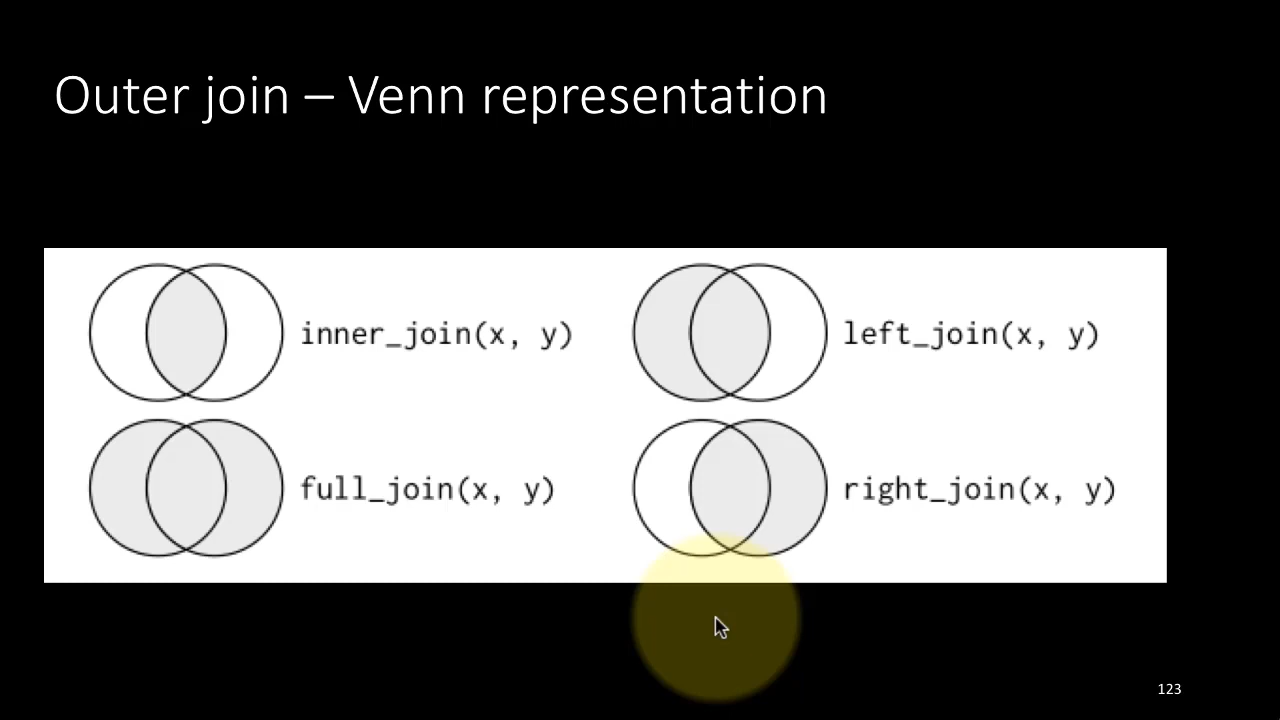 Outer join – Venn representation
inner_join(x, y)
left_join(x, y)
full_join(x, y)
right_join(x, y)
123